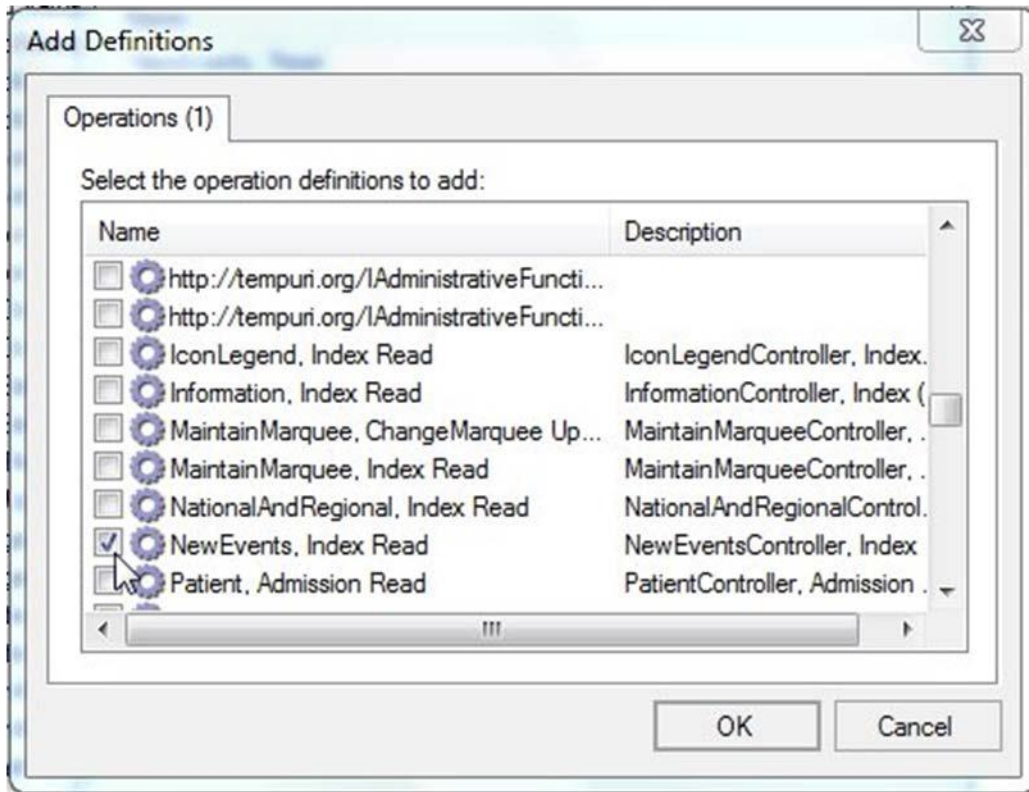 Add Definitions
Operations (1)
Select the operation definitions to add:
Name Description
http://tempuri.org/IAdministrativeFuncti...
http://tempuri.org/IAdministrativeFuncti...
IconLegend, Index Read IconLegendController, Index.
Information, Index Read InformationController, Index (
MaintainMarquee, ChangeMarquee Up... MaintainMarqueeController, .
MaintainMarquee, Index Read MaintainMarqueeController, .
NationalAndRegional, Index Read NationalAndRegionalControl.
NewEvents, Index Read NewEventsController, Index
Patient, Admission Read PatientController, Admission .
OK Cancel